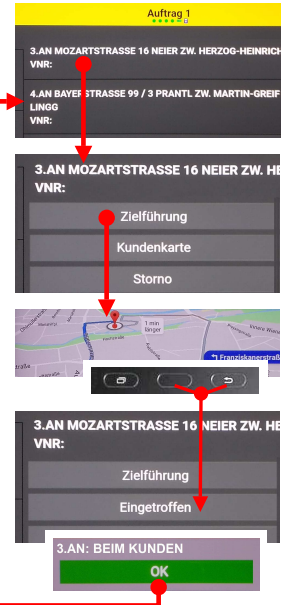 Auftrag 1
3.AN MOZARTSTRASSE 16 NEIER ZW. HERZOG-HEINRICH
VNR:
4.AN BAYERSTRASSE 99 / 3 PRANTL ZW. MARTIN-GREIF
LINGG
VNR:
3.AN MOZARTSTRASSE 16 NEIER ZW. HE
VNR:
Zielführung
Kundenkarte
Storno
1 min
länger
Franziskanerstraß
3.AN MOZARTSTRASSE 16 NEIER ZW. HE
VNR:
Zielführung
Eingetroffen
3.AN: BEIM KUNDEN
OK